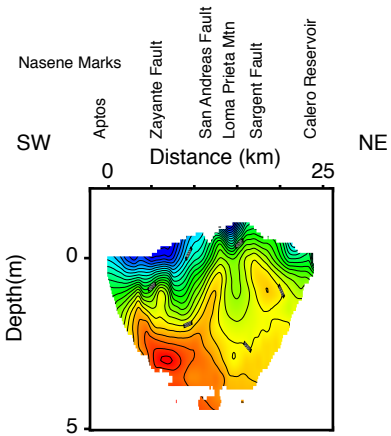 Nasene Marks
Aptos
Zayante Fault
San Andreas Fault
Loma Prieta Mtn
Sargent Fault
Calero Reservoir
SW
NE
Distance (km)
0
25
Depth(m)
0
5